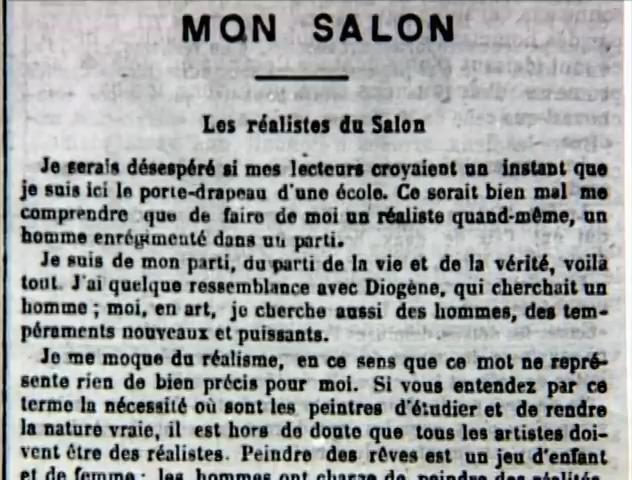 MON SALON
Les réalistes du Salon
Je serais désespéré si mes lecteurs croyaient un instant que
je suis ici le porte-drapeau d'une école. Ce serait bien mal me
comprendre que de faire de moi un réaliste quand-même, un
homme enrégimenté dans un parti.
Je suis de mon parti, du parti de la vie et de la vérité, voilà
tout. J'ai quelque ressemblance avec Diogène, qui cherchait un
homme ; moi, en art, je cherche aussi des hommes, des tem-
péraments nouveaux et puissants.
Je me moque du réalisme, en ce sens que ce mot ne repré-
sente rien de bien précis pour moi. Si vous entendez par ce
terme la nécessité où sont les peintres d'étudier et de rendre
la nature vraie, il est hors de doute que tous les artistes doi-
vent être des réalistes. Peindre des rêves est un jeu d'enfant
et de femme ; les hommes ont charge de peindre des réalités.